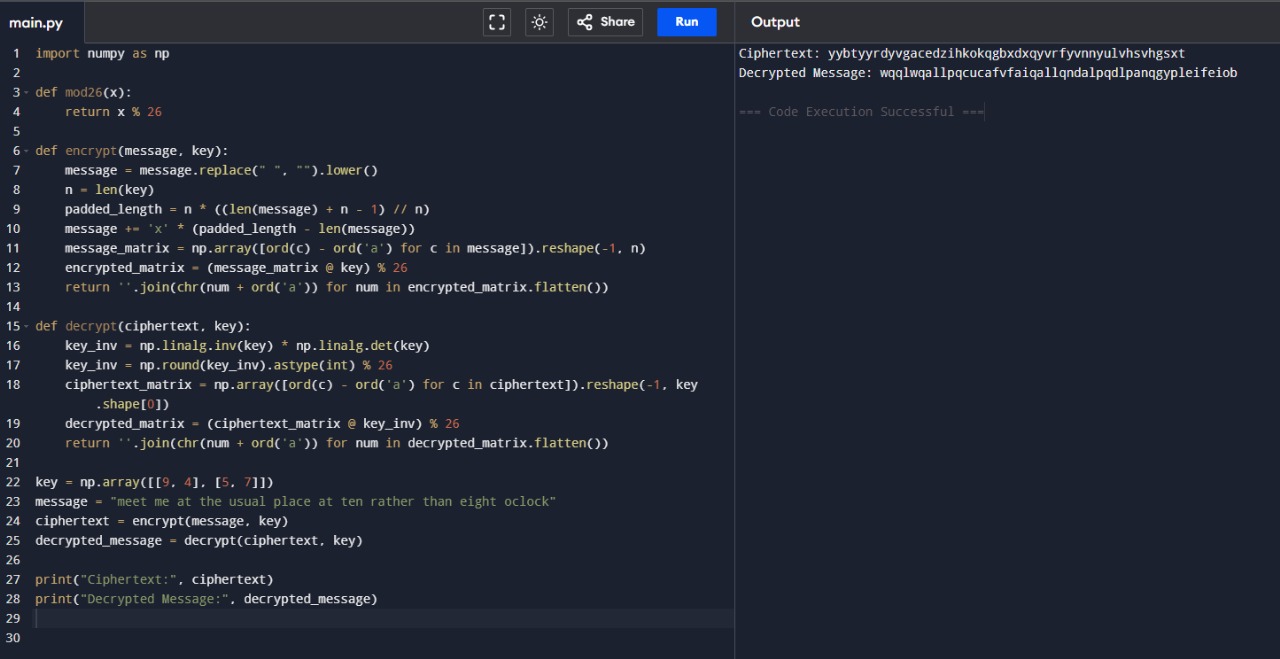 main.py
Share
Run
Output
1 import numpy as np
2
3 def mod26(x):
4     return x % 26
5
6 def encrypt(message, key):
7     message = message.replace(" ", "").lower()
8     n = len(key)
9     padded_length = n * ((len(message) + n - 1) // n)
10     message += 'x' * (padded_length - len(message))
11     message_matrix = np.array([ord(c) - ord('a') for c in message]).reshape(-1, n)
12     encrypted_matrix = (message_matrix @ key) % 26
13     return ''.join(chr(num + ord('a')) for num in encrypted_matrix.flatten())
14
15 def decrypt(ciphertext, key):
16     key_inv = np.linalg.inv(key) * np.linalg.det(key)
17     key_inv = np.round(key_inv).astype(int) % 26
18     ciphertext_matrix = np.array([ord(c) - ord('a') for c in ciphertext]).reshape(-1, key
        .shape[0])
19     decrypted_matrix = (ciphertext_matrix @ key_inv) % 26
20     return ''.join(chr(num + ord('a')) for num in decrypted_matrix.flatten())
21
22 key = np.array([[9, 4], [5, 7]])
23 message = "meet me at the usual place at ten rather than eight oclock"
24 ciphertext = encrypt(message, key)
25 decrypted_message = decrypt(ciphertext, key)
26
27 print("Ciphertext:", ciphertext)
28 print("Decrypted Message:", decrypted_message)
29
30
Ciphertext: yybtyyrdyvgacedzihkokqgbxdxqyvrfyvnnyulvhsvhgsxt
Decrypted Message: wqqlwqallpqcucafvfaiqallqndalpqdlpanqgypleifeiob
=== Code Execution Successful ===